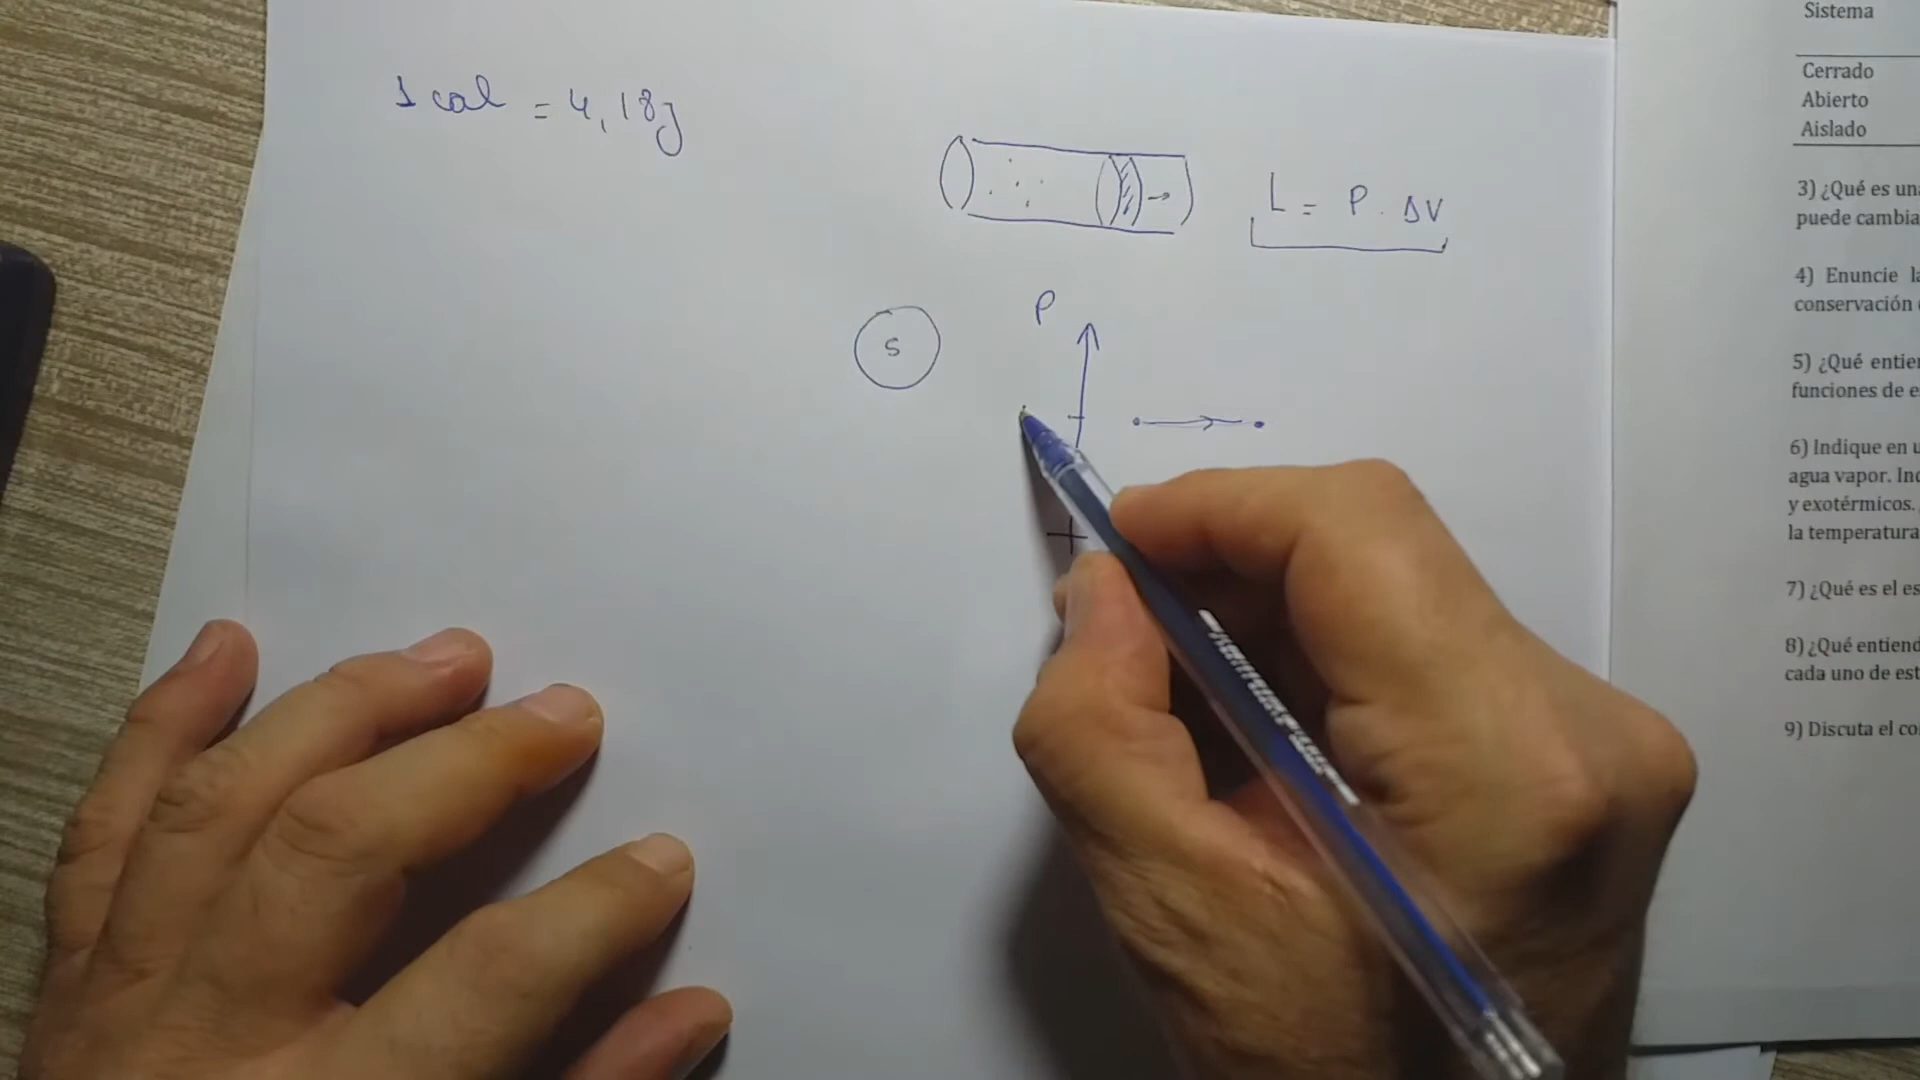 1 cal = 4,18J
L = P . ΔV
P
S
Sistema
Cerrado
Abierto
Aislado
3) ¿Qué es un
puede cambia
4) Enuncie l
conservación
5) ¿Qué entie
funciones de e
6) Indique en u
agua vapor. In
y exotérmicos.
la temperatura
7) ¿Qué es el es
8) ¿Qué entiend
cada uno de est
9) Discuta el co